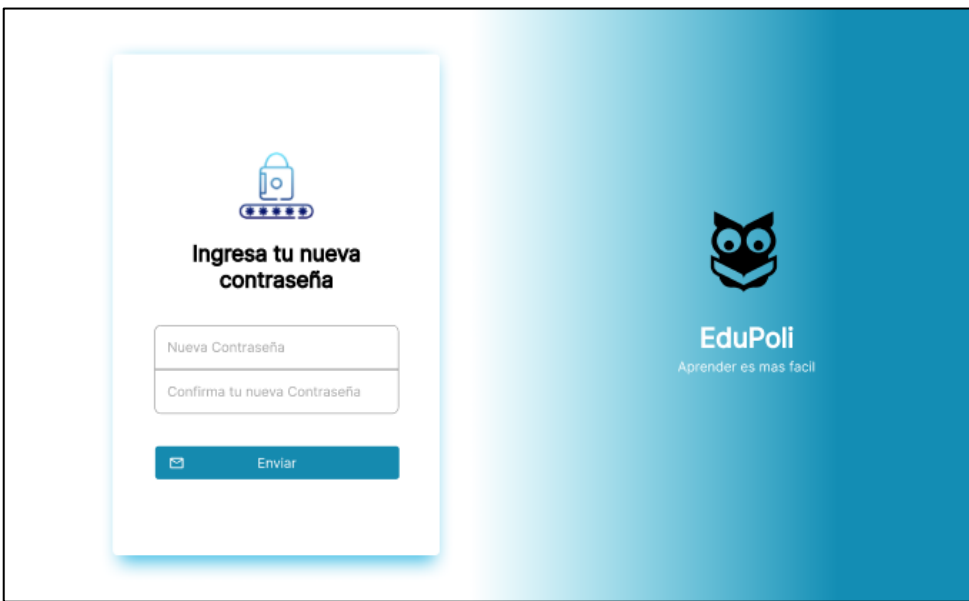 Ingresa tu nueva
contraseña
Nueva Contraseña
Confirma tu nueva Contraseña
Enviar
EduPoli
Aprender es mas facil